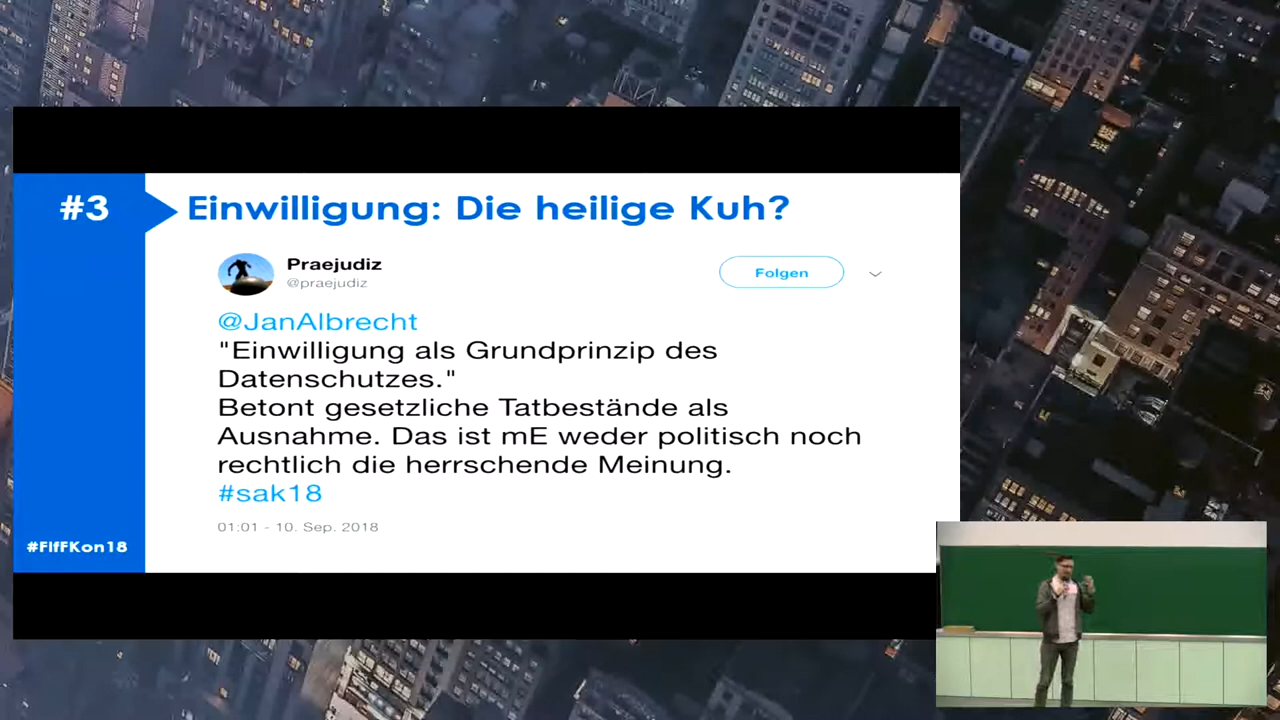 #3
Einwilligung: Die heilige Kuh?
Praejudiz
@praejudiz
Folgen
@JanAlbrecht
"Einwilligung als Grundprinzip des
Datenschutzes."
Betont gesetzliche Tatbestände als
Ausnahme. Das ist mE weder politisch noch
rechtlich die herrschende Meinung.
#sak18
01:01 - 10. Sep. 2018
#FIfFKon18